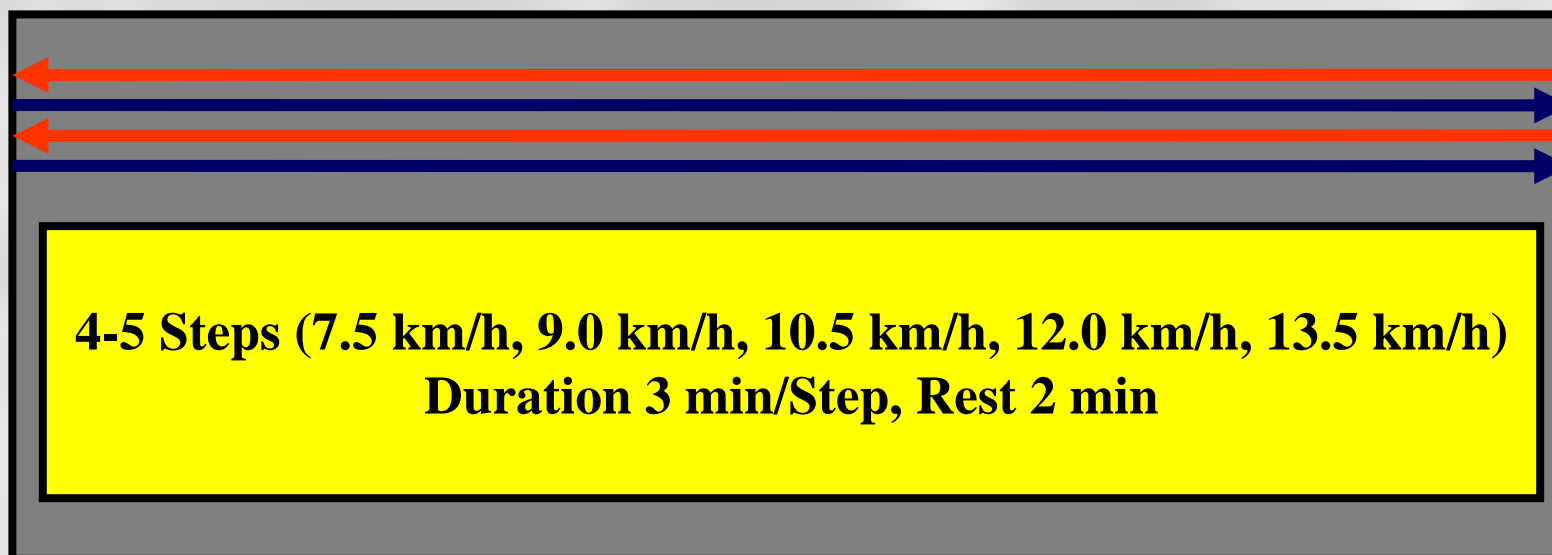 4-5 Steps (7.5 km/h, 9.0 km/h, 10.5 km/h, 12.0 km/h, 13.5 km/h)
Duration 3 min/Step, Rest 2 min